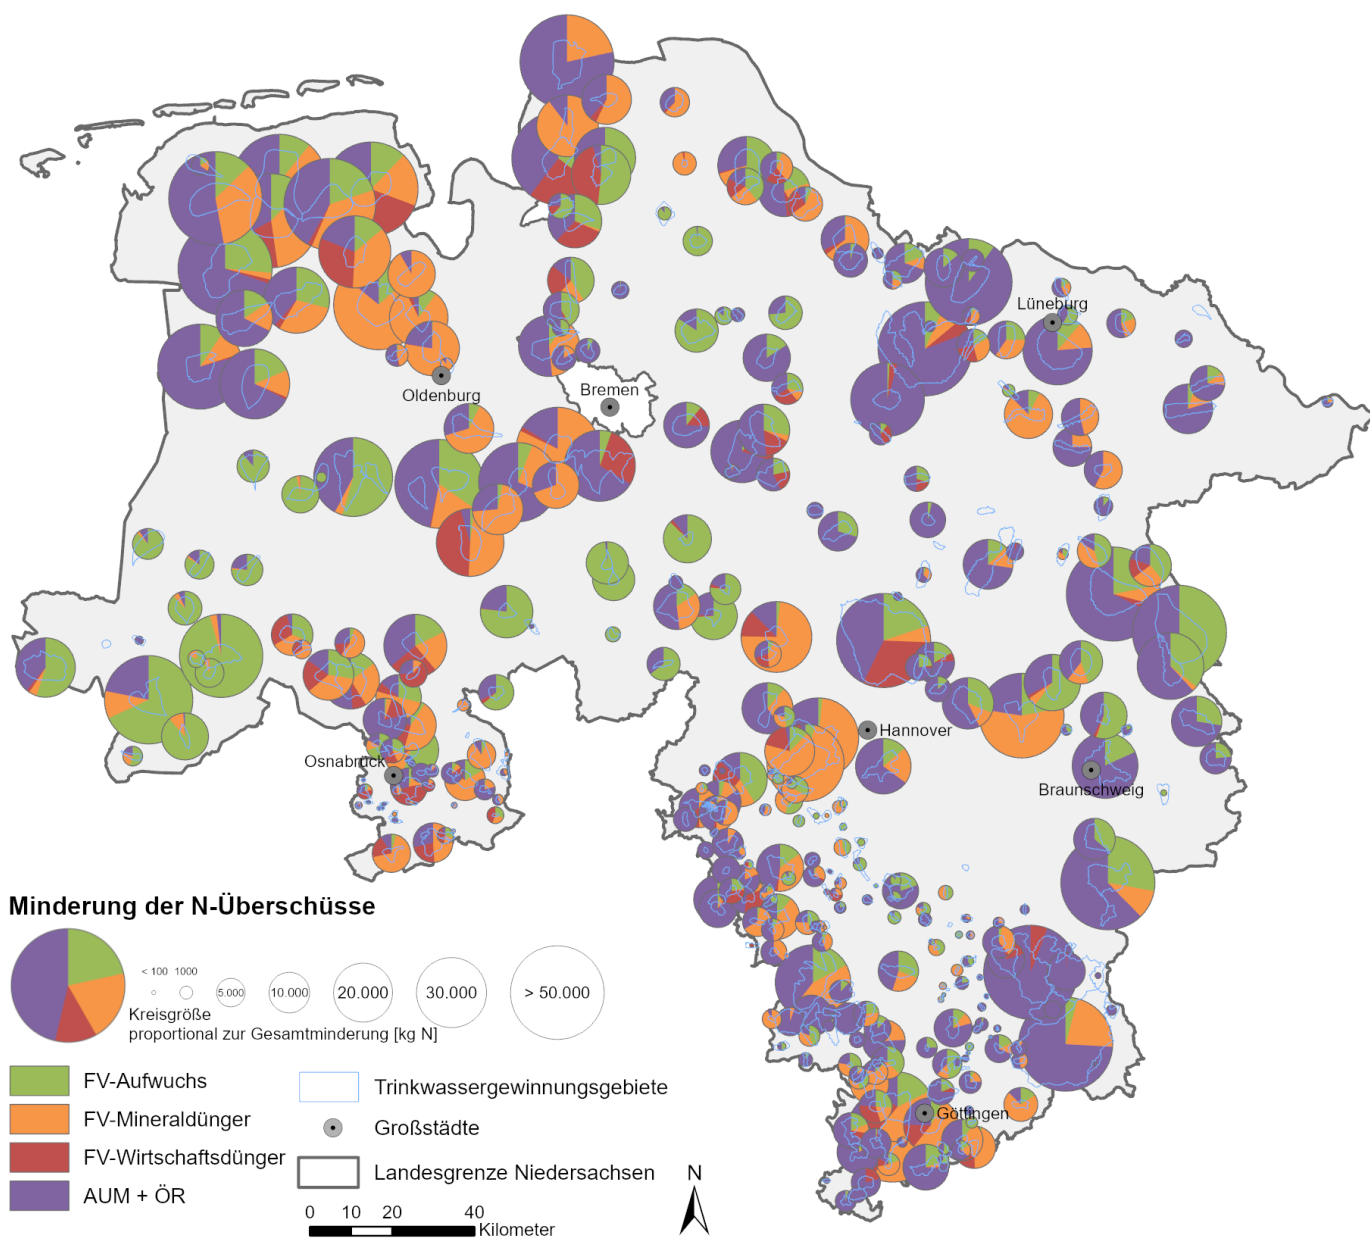 Lüneburg
Bremen
Oldenburg
Hannover
Osnabrück
Braunschweig
Göttingen
Minderung der N-Überschüsse
< 100 1000
5.000 10.000 20.000 30.000 > 50.000
Kreisgröße
proportional zur Gesamtminderung [kg N]
FV-Aufwuchs
FV-Mineraldünger
FV-Wirtschaftsdünger
AUM + ÖR
Trinkwassergewinnungsgebiete
Großstädte
Landesgrenze Niedersachsen
0 10 20 40
Kilometer
N